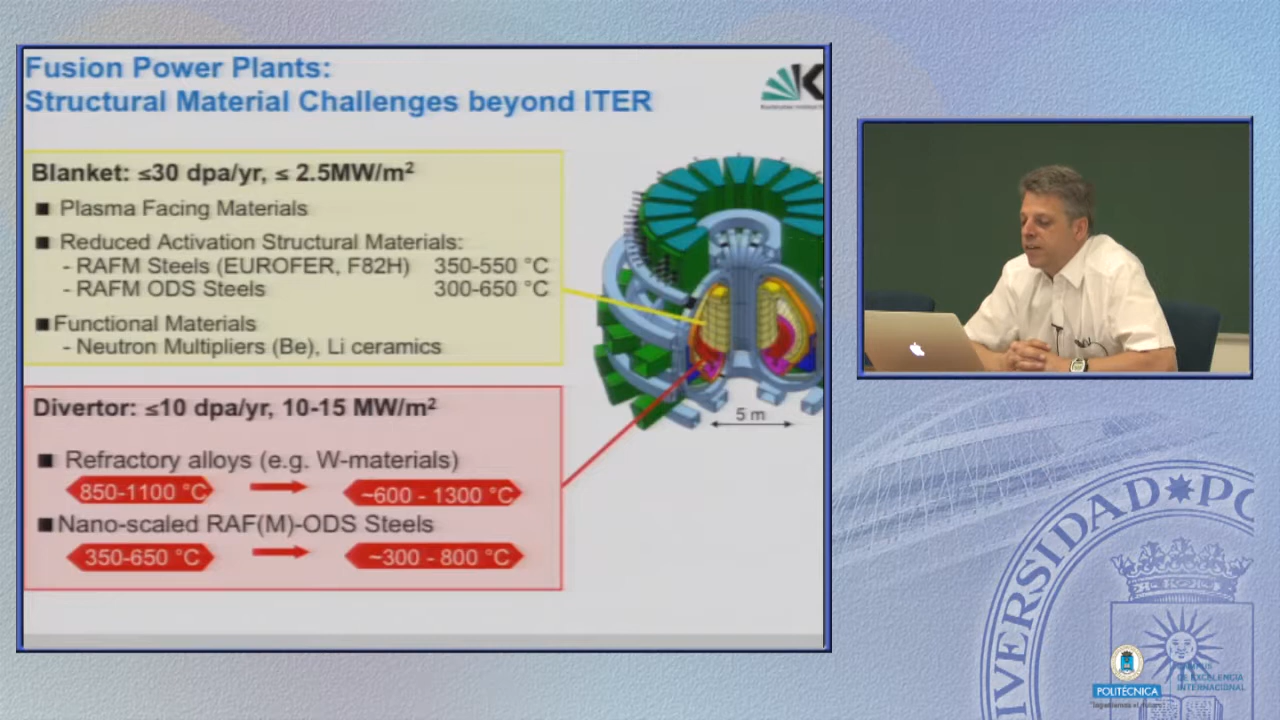 Fusion Power Plants:
Structural Material Challenges beyond ITER
Blanket: ≤30 dpa/yr, ≤ 2.5MW/m²
■ Plasma Facing Materials
■ Reduced Activation Structural Materials:
- RAFM Steels (EUROFER, F82H) 350-550 °C
- RAFM ODS Steels 300-650 °C
■ Functional Materials
- Neutron Multipliers (Be), Li ceramics
5 m
Divertor: ≤10 dpa/yr, 10-15 MW/m²
■ Refractory alloys (e.g. W-materials)
850-1100 °C ~600 - 1300 °C
■ Nano-scaled RAF(M)-ODS Steels
350-650 °C ~300 - 800 °C
K
IVERSIDAD PO
POLITÉCNICA
CAMPUS
DE EXCELENCIA
INTERNACIONAL